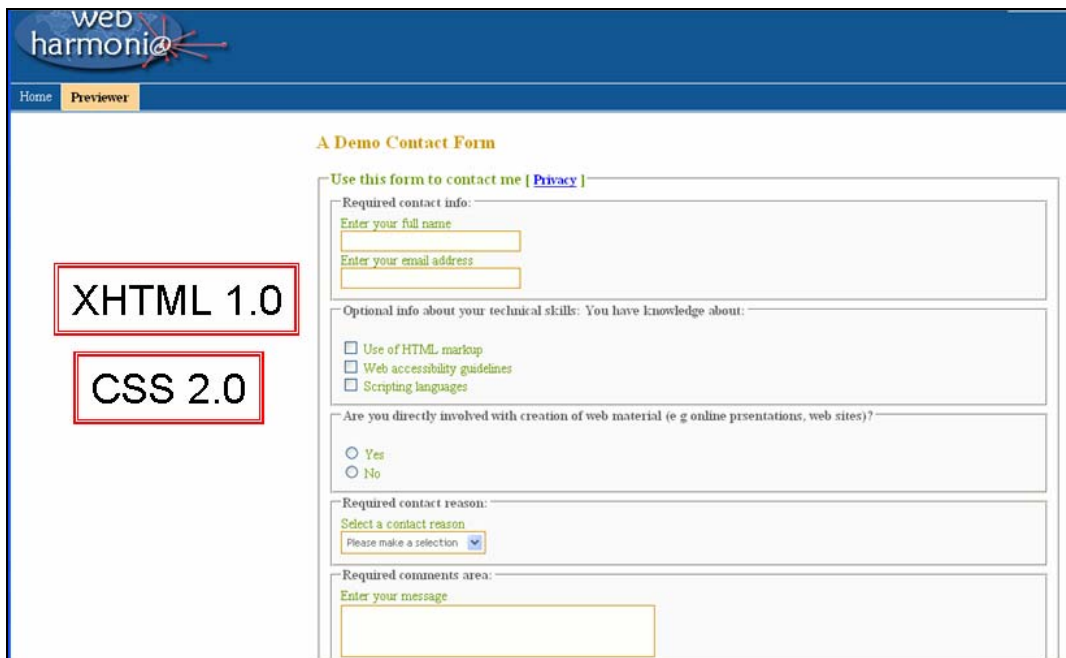 web
harmoni@
Home Previewer
A Demo Contact Form
Use this form to contact me [ Privacy ]
Required contact info:
Enter your full name
Enter your email address
XHTML 1.0
Optional info about your technical skills: You have knowledge about:
Use of HTML markup
Web accessibility guidelines
Scripting languages
CSS 2.0
Are you directly involved with creation of web material (e g online prsentations, web sites)?
Yes
No
Required contact reason:
Select a contact reason
Please make a selection
Required comments area:
Enter your message